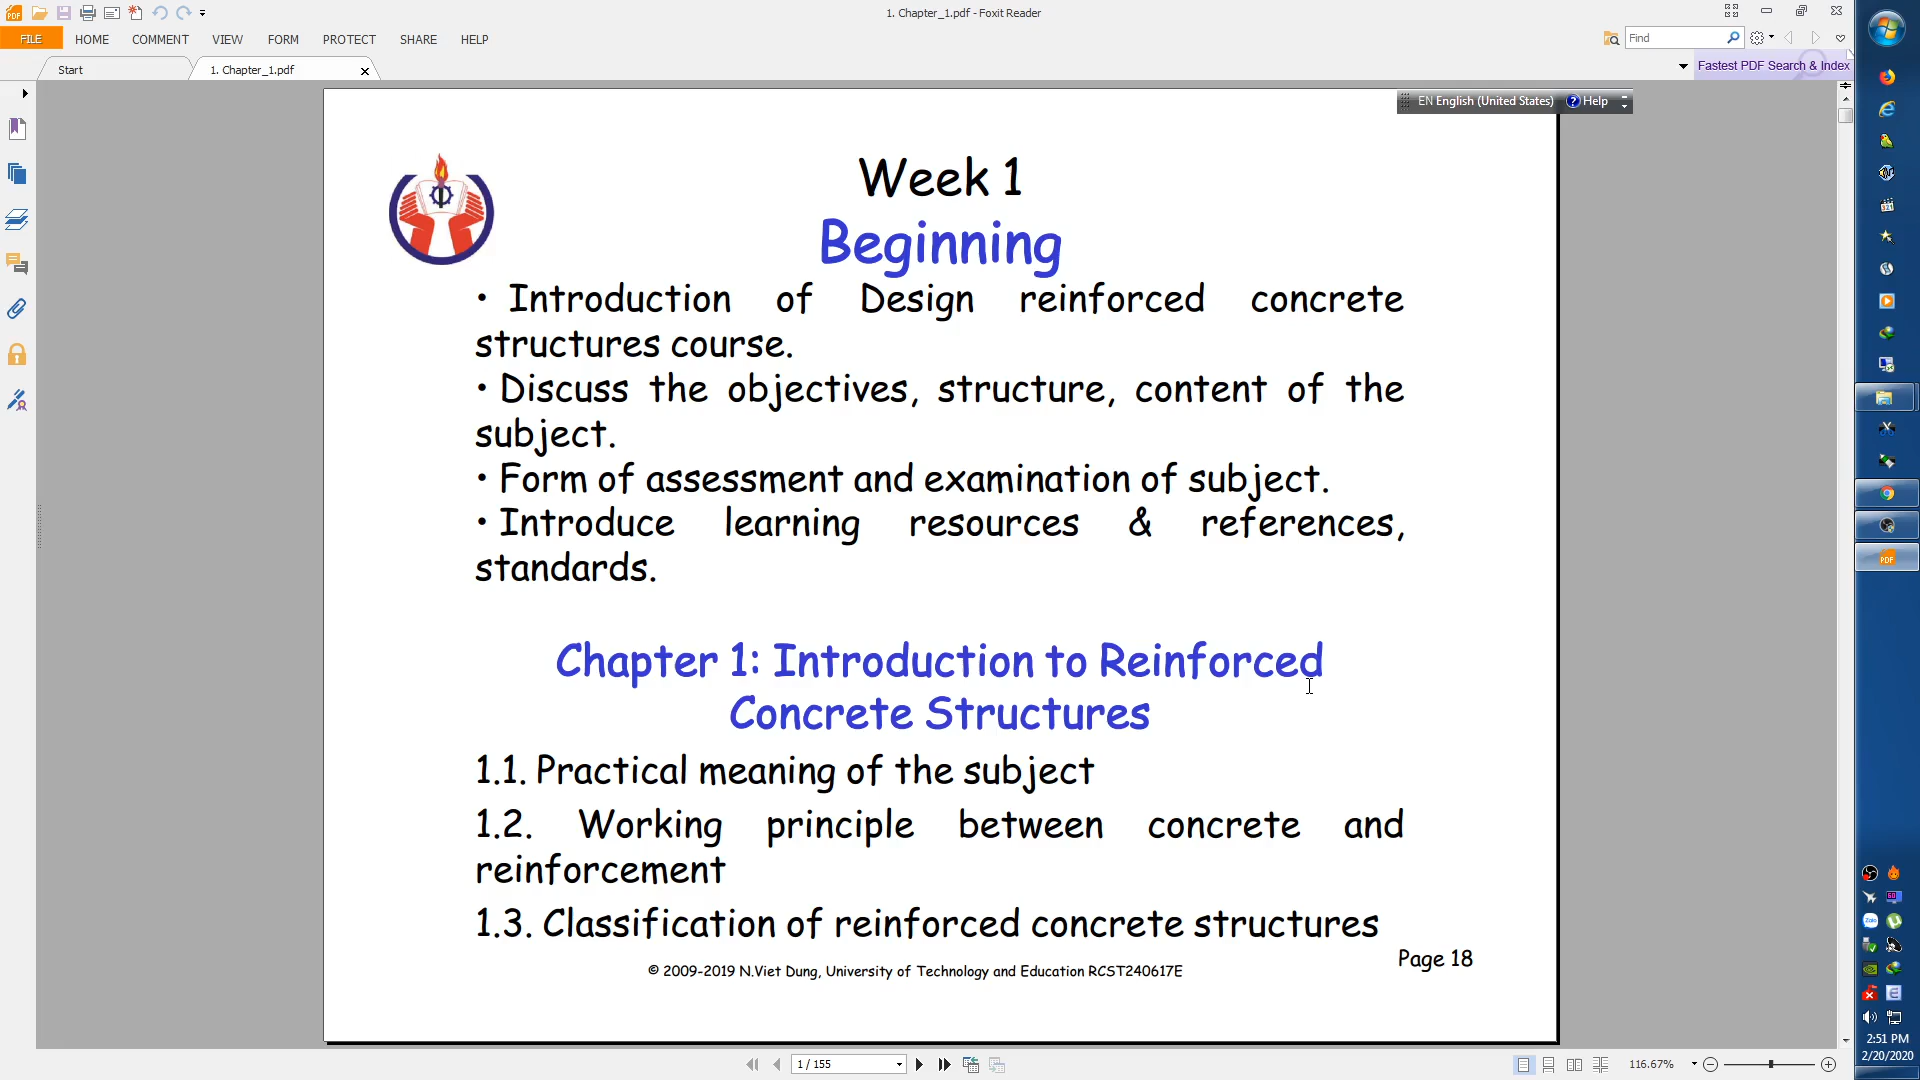 1. Chapter_1.pdf - Foxit Reader
FILE HOME COMMENT VIEW FORM PROTECT SHARE HELP
Find
Start
1. Chapter_1.pdf
Fastest PDF Search & Index
EN English (United States) Help
Week 1
Beginning
• Introduction of Design reinforced concrete
structures course.
• Discuss the objectives, structure, content of the
subject.
• Form of assessment and examination of subject.
• Introduce learning resources & references,
standards.
Chapter 1: Introduction to Reinforced
Concrete Structures
1.1. Practical meaning of the subject
1.2. Working principle between concrete and
reinforcement
1.3. Classification of reinforced concrete structures
Page 18
© 2009-2019 N.Viet Dung, University of Technology and Education RCST240617E
1 / 155
116.67%
2:51 PM
2/20/2020